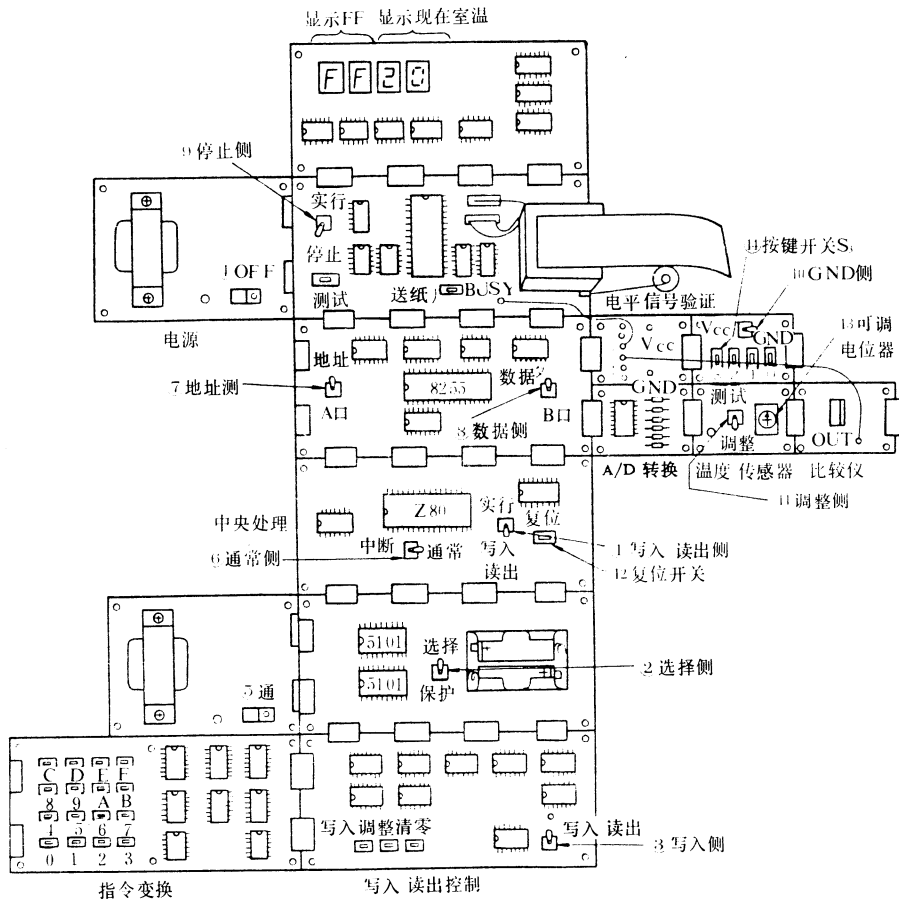 显示FF 显示现在室温
FF20
9停止侧
实行
停止
测试
送纸
BUSY
OFF
电源
电平信号验证
按键开关S
GND侧
可调
电位器
Vcc
Vcc
GND
GND
测试
调整
OUT
A/D 转换
温度 传感器
比较仪
11调整侧
地址
7地址测
A口
8255
数据
B口
8数据侧
中央处理
Z80
实行
复位
中断
通常
6通常侧
写入
读出
写入 读出侧
12复位开关
5101
5101
选择
保护
2选择侧
5通
C D E F
8 9 A B
4 5 6 7
0 1 2 3
指令变换
写入调整清零
写入 读出
3写入侧
写入 读出控制